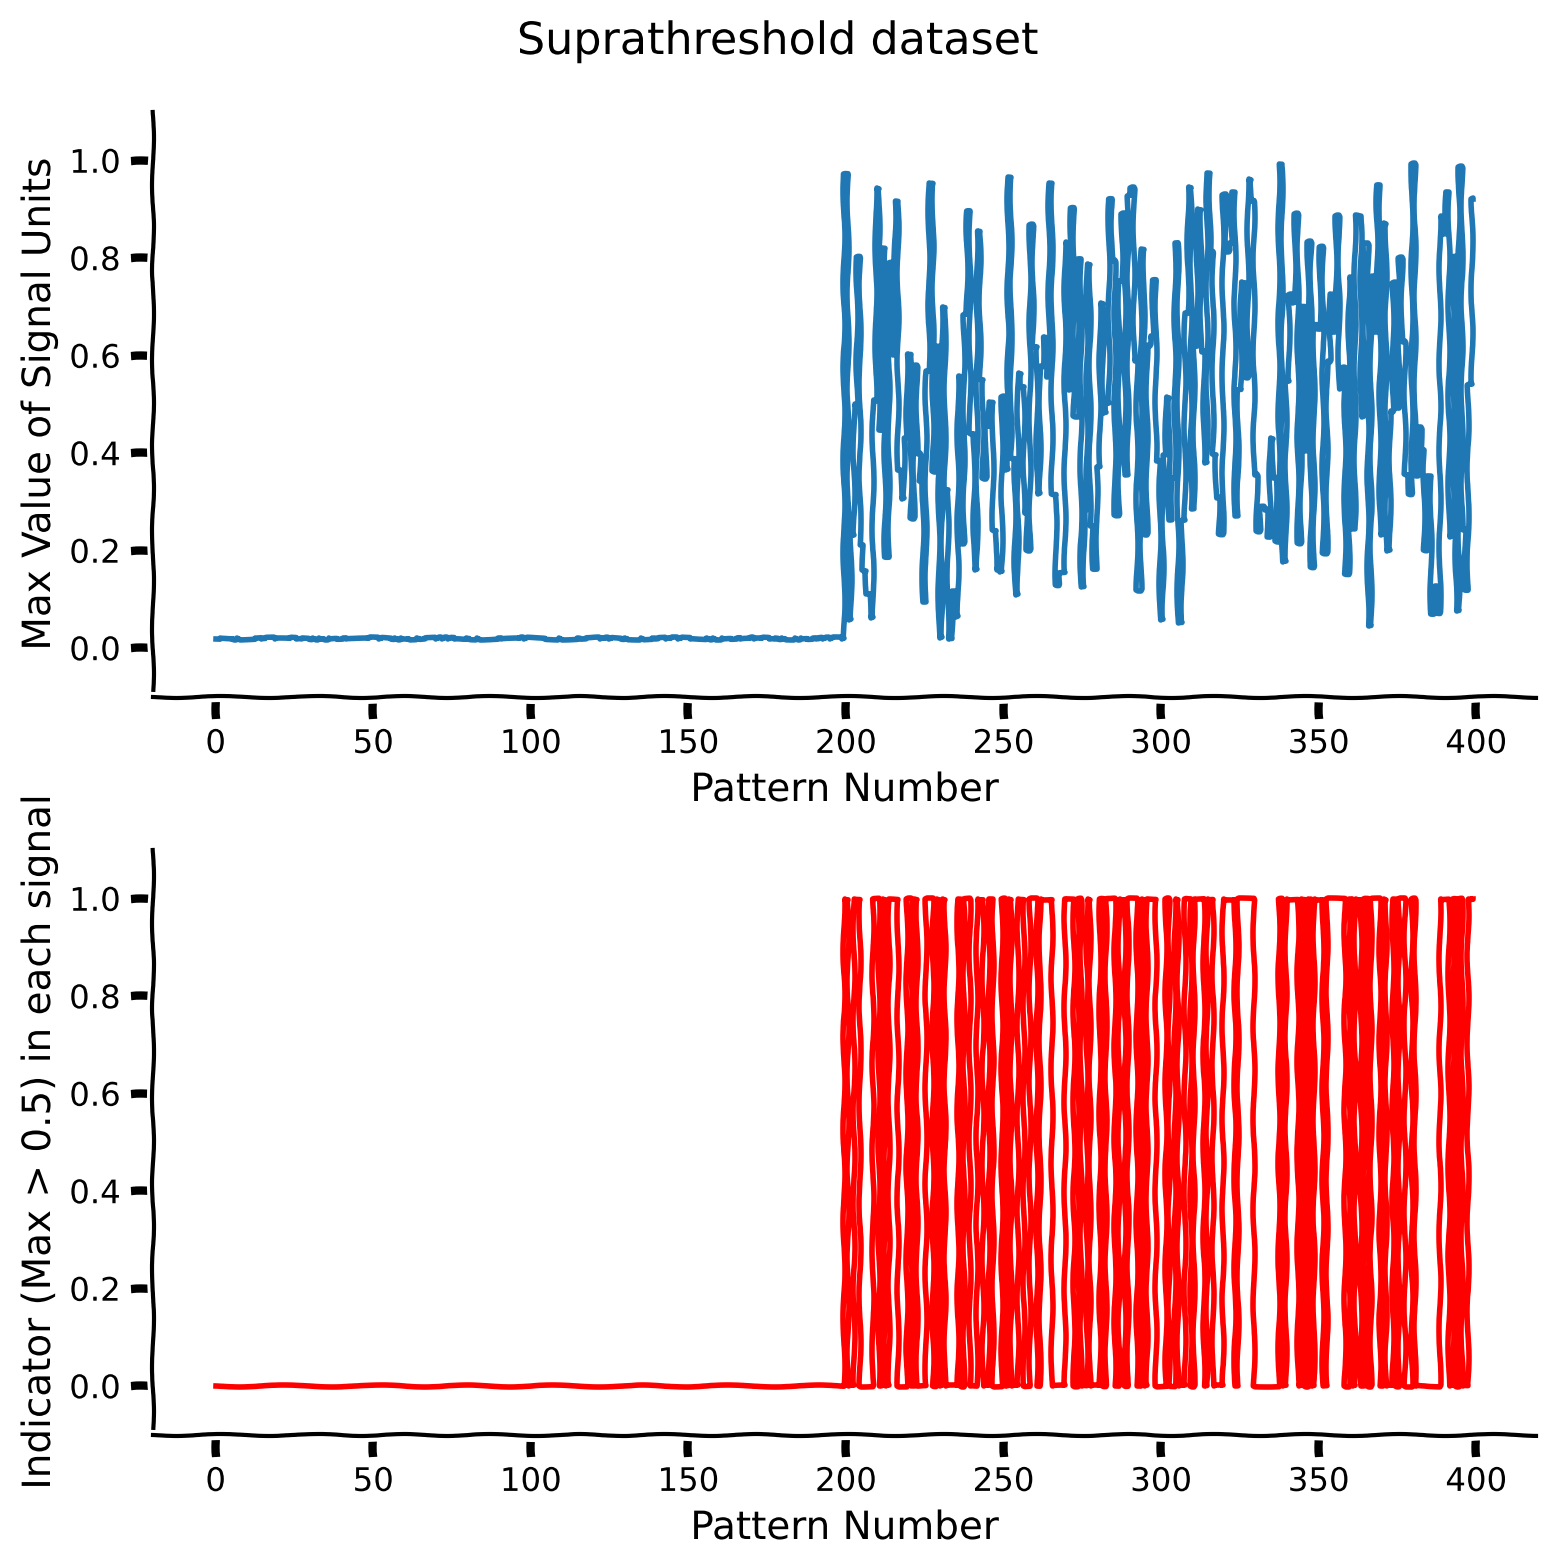 Suprathreshold dataset
Max Value of Signal Units
1.0
0.8
0.6
0.4
0.2
0.0
0 50 100 150 200 250 300 350 400
Pattern Number
Indicator (Max > 0.5) in each signal
1.0
0.8
0.6
0.4
0.2
0.0
0 50 100 150 200 250 300 350 400
Pattern Number